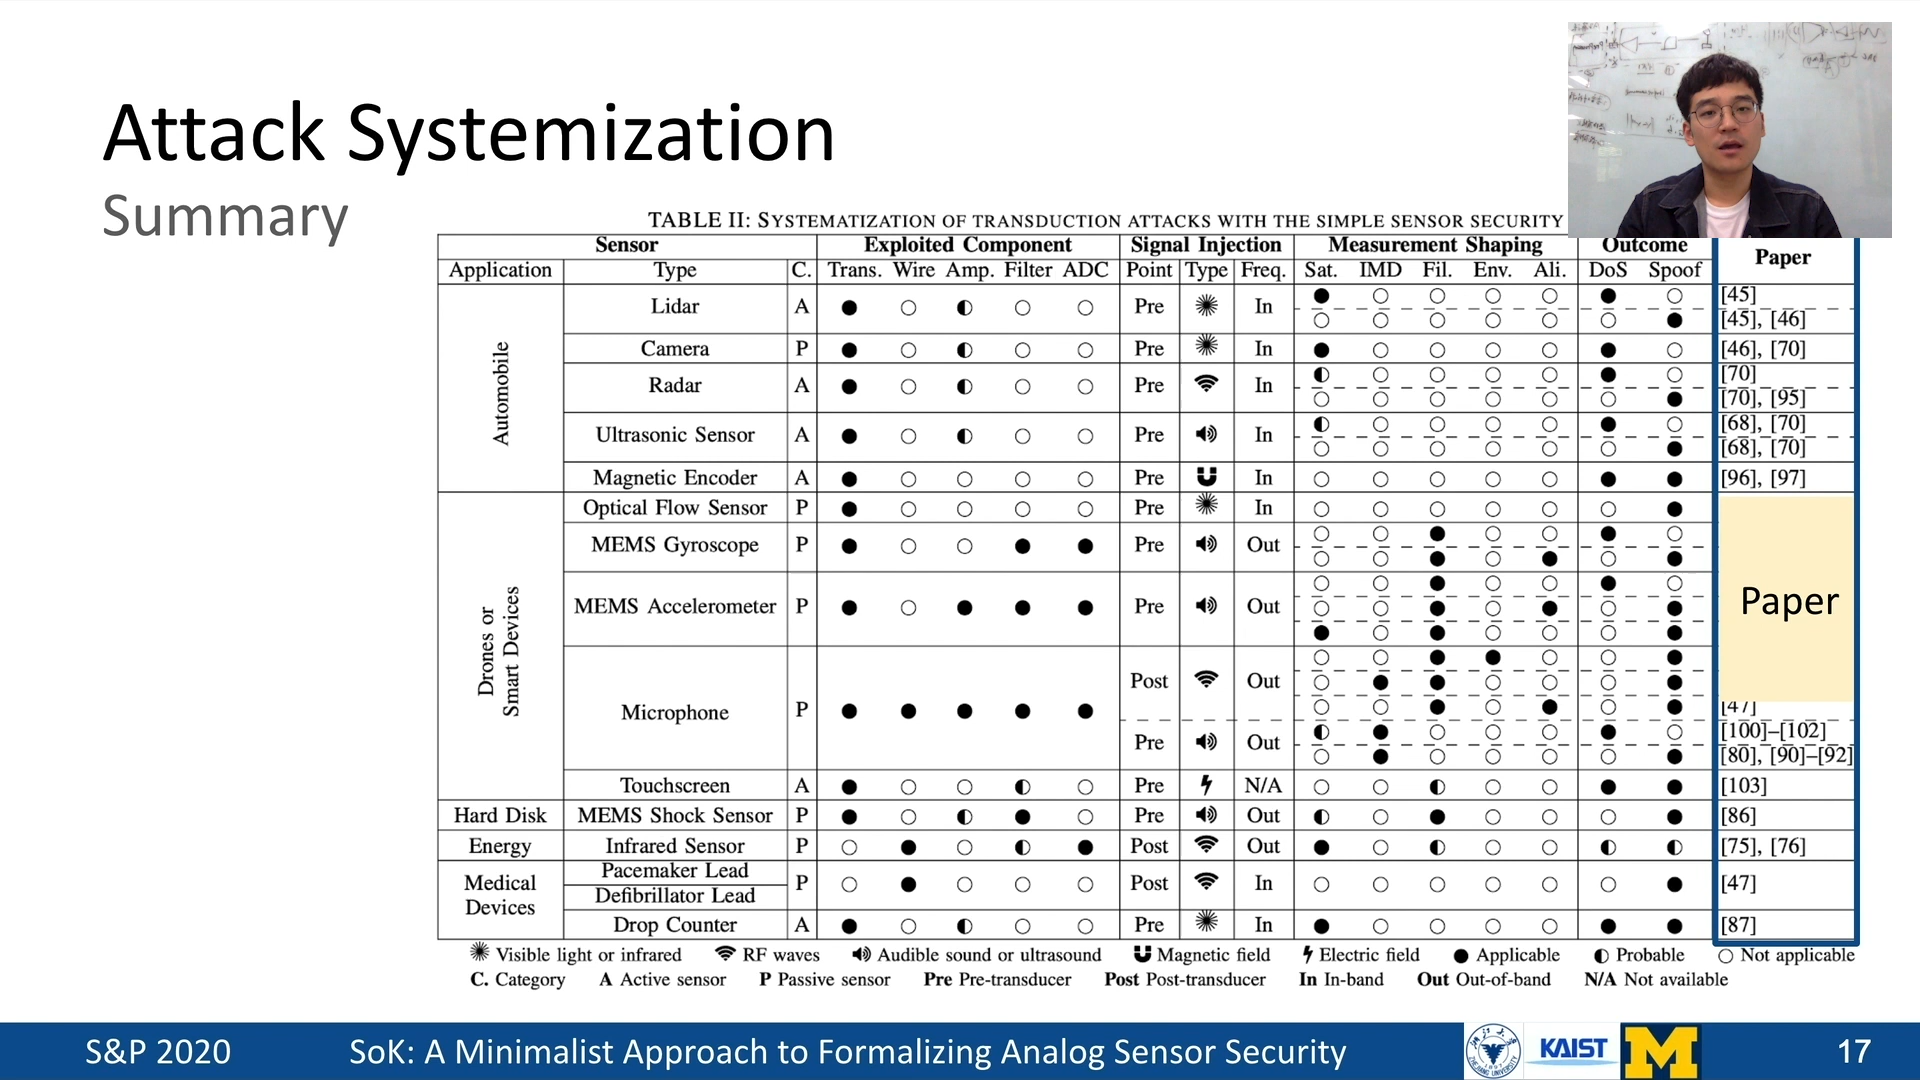 Attack Systemization
Summary
TABLE II: SYSTEMATIZATION OF TRANSDUCTION ATTACKS WITH THE SIMPLE SENSOR SECURITY
Sensor Exploited Component Signal Injection Measurement Shaping Outcome Paper
Application Type C. Trans. Wire Amp. Filter ADC Point Type Freq. Sat. IMD Fil. Env. Ali. DoS Spoof
Automobile
Lidar A ● ○ ◐ ○ ○ Pre In ● ○ ○ ○ ○ ● ○ [45]
○ ○ ○ ○ ○ ○ ● [45], [46]
Camera P ● ○ ◐ ○ ○ Pre In ● ○ ○ ○ ○ ● ○ [46], [70]
Radar A ● ○ ◐ ○ ○ Pre In ◐ ○ ○ ○ ○ ● ○ [70]
○ ○ ○ ○ ○ ○ ● [70], [95]
Ultrasonic Sensor A ● ○ ◐ ○ ○ Pre In ◐ ○ ○ ○ ○ ● ○ [68], [70]
○ ○ ○ ○ ○ ○ ● [68], [70]
Magnetic Encoder A ● ○ ○ ○ ○ Pre In ○ ○ ○ ○ ○ ● ● [96], [97]
Drones or
Smart Devices
Optical Flow Sensor P ● ○ ○ ○ ○ Pre In ○ ○ ○ ○ ○ ○ ●
MEMS Gyroscope P ● ○ ○ ● ● Pre Out ○ ○ ● ○ ○ ● ○
○ ○ ● ○ ● ○ ●
MEMS Accelerometer P ● ○ ● ● ● Pre Out ○ ○ ● ○ ○ ● ○
○ ○ ● ○ ● ○ ●
● ○ ● ○ ○ ○ ●
Paper
Microphone P ● ● ● ● ● Post Out ○ ○ ● ● ○ ○ ●
○ ● ● ○ ○ ○ ●
○ ○ ● ○ ● ○ ● [47]
Pre Out ◐ ● ○ ○ ○ ● ○ [100]–[102]
○ ● ○ ○ ○ ○ ● [80], [90]–[92]
Touchscreen A ● ○ ○ ◐ ○ Pre N/A ○ ○ ◐ ○ ○ ● ● [103]
Hard Disk MEMS Shock Sensor P ● ○ ◐ ● ○ Pre Out ◐ ○ ● ○ ○ ○ ● [86]
Energy Infrared Sensor P ○ ● ○ ◐ ● Post Out ● ○ ◐ ○ ○ ◐ ◐ [75], [76]
Medical
Devices
Pacemaker Lead
Defibrillator Lead P ○ ● ○ ○ ○ Post In ○ ○ ○ ○ ○ ○ ● [47]
Drop Counter A ● ○ ◐ ○ ○ Pre In ● ○ ○ ○ ○ ● ● [87]
Visible light or infrared RF waves Audible sound or ultrasound Magnetic field Electric field ● Applicable ◐ Probable ○ Not applicable
C. Category A Active sensor P Passive sensor Pre Pre-transducer Post Post-transducer In In-band Out Out-of-band N/A Not available
S&P 2020 SoK: A Minimalist Approach to Formalizing Analog Sensor Security KAIST M 17